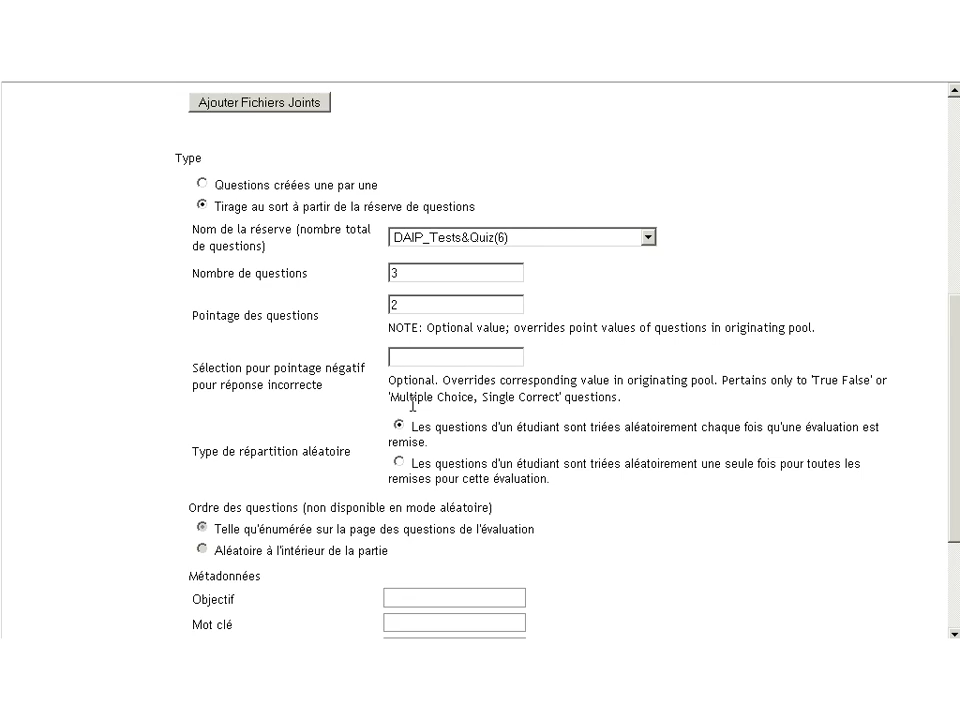 Ajouter Fichiers Joints
Type
Questions créées une par une
Tirage au sort à partir de la réserve de questions
Nom de la réserve (nombre total
de questions)
DAIP_Tests&Quiz(6)
Nombre de questions
3
Pointage des questions
2
NOTE: Optional value; overrides point values of questions in originating pool.
Sélection pour pointage négatif
pour réponse incorrecte
Optional. Overrides corresponding value in originating pool. Pertains only to 'True False' or
'Multiple Choice, Single Correct' questions.
Type de répartition aléatoire
Les questions d'un étudiant sont triées aléatoirement chaque fois qu'une évaluation est
remise.
Les questions d'un étudiant sont triées aléatoirement une seule fois pour toutes les
remises pour cette évaluation.
Ordre des questions (non disponible en mode aléatoire)
Telle qu'énumérée sur la page des questions de l'évaluation
Aléatoire à l'intérieur de la partie
Métadonnées
Objectif
Mot clé